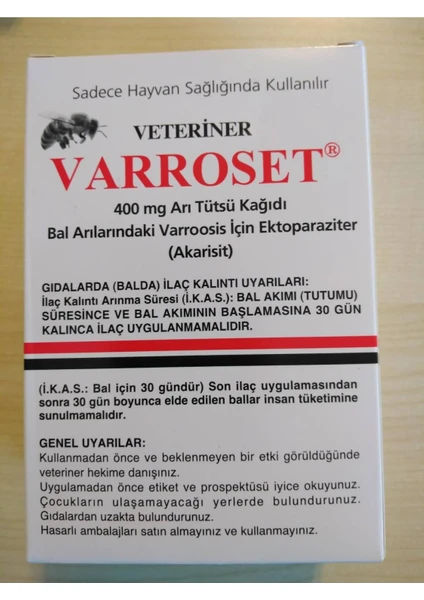 Sadece Hayvan Sağlığında Kullanılır
VETERİNER
VARROSET®
400 mg Arı Tütsü Kağıdı
Bal Arılarındaki Varroosis İçin Ektoparaziter
(Akarisit)
GIDALARDA (BALDA) İLAÇ KALINTI UYARILARI:
İlaç Kalıntı Arınma Süresi (İ.K.A.S.): BAL AKIMI (TUTUMU)
SÜRESİNCE VE BAL AKIMININ BAŞLAMASINA 30 GÜN
KALINCA İLAÇ UYGULANMAMALIDIR.
(İ.K.A.S.: Bal için 30 gündür) Son ilaç uygulamasından
sonra 30 gün boyunca elde edilen ballar insan tüketimine
sunulmamalıdır.
GENEL UYARILAR:
Kullanmadan önce ve beklenmeyen bir etki görüldüğünde
veteriner hekime danışınız.
Uygulamadan önce etiket ve prospektüsü iyice okuyunuz.
Çocukların ulaşamayacağı yerlerde bulundurunuz.
Gıdalardan uzakta bulundurunuz.
Hasarlı ambalajları satın almayınız ve kullanmayınız.